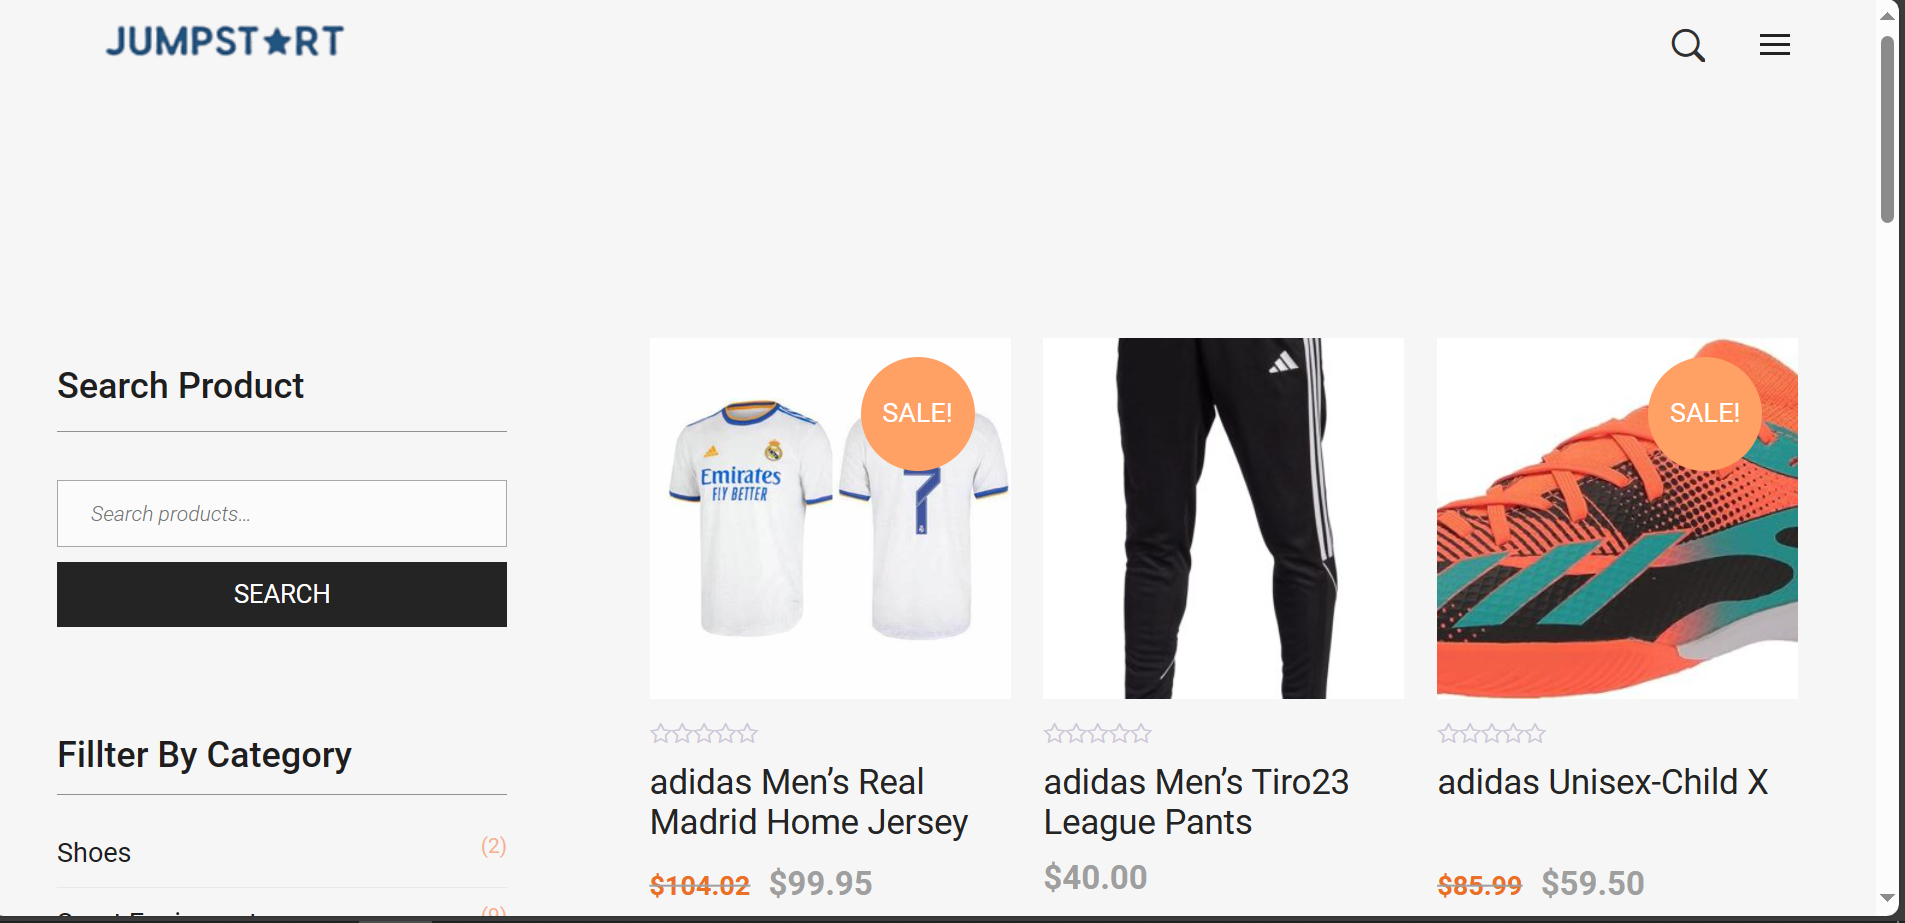 JUMPST★RT
Search Product
Search products...
SEARCH
Fillter By Category
Shoes
(2)
SALE!
Emirates
FLY BETTER
7
adidas Men’s Real
Madrid Home Jersey
$104.02 $99.95
adidas Men’s Tiro23
League Pants
$40.00
SALE!
adidas Unisex-Child X
$85.99 $59.50